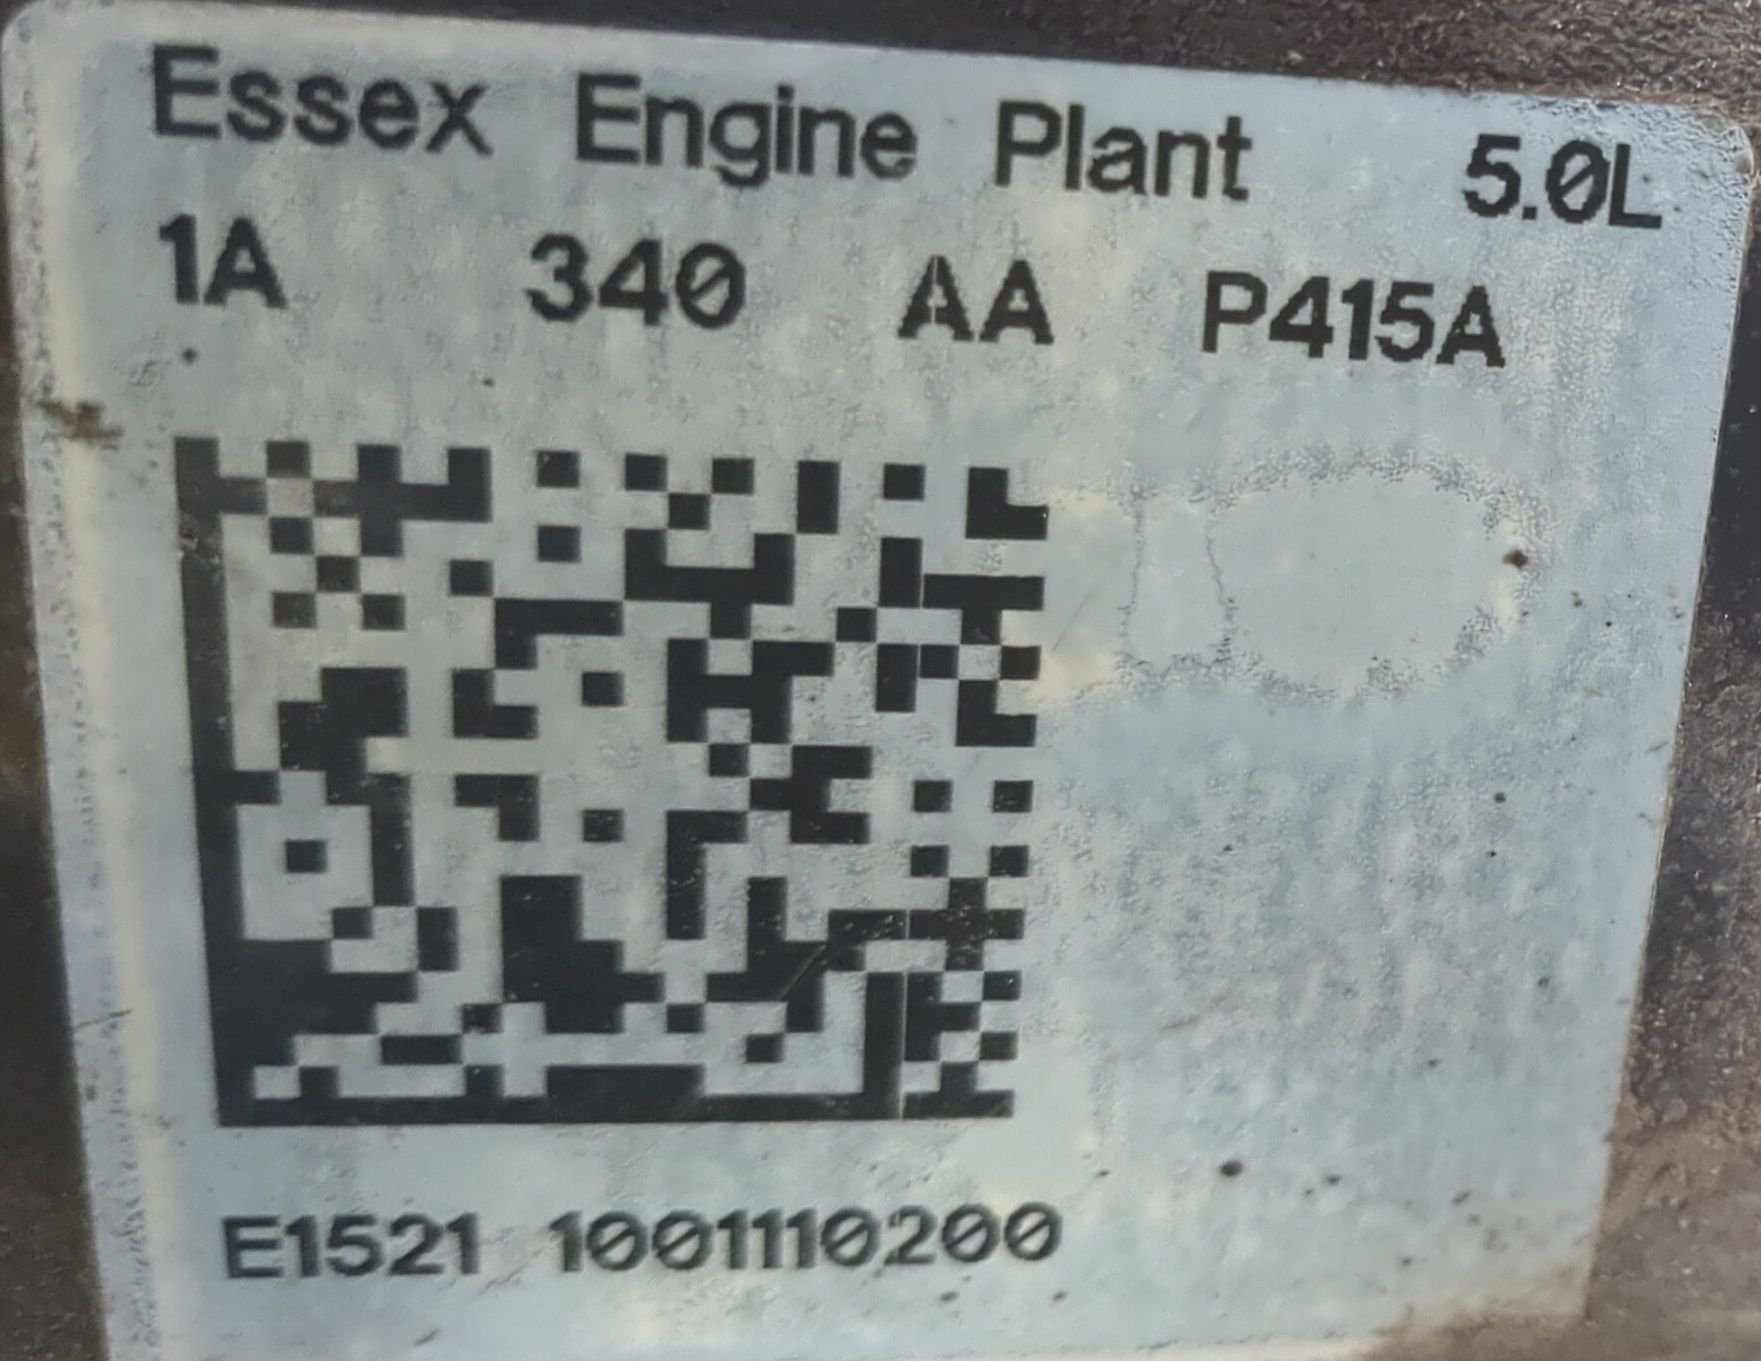 Essex Engine Plant 5.0L
1A 340 AA P415A
E1521 1001110200